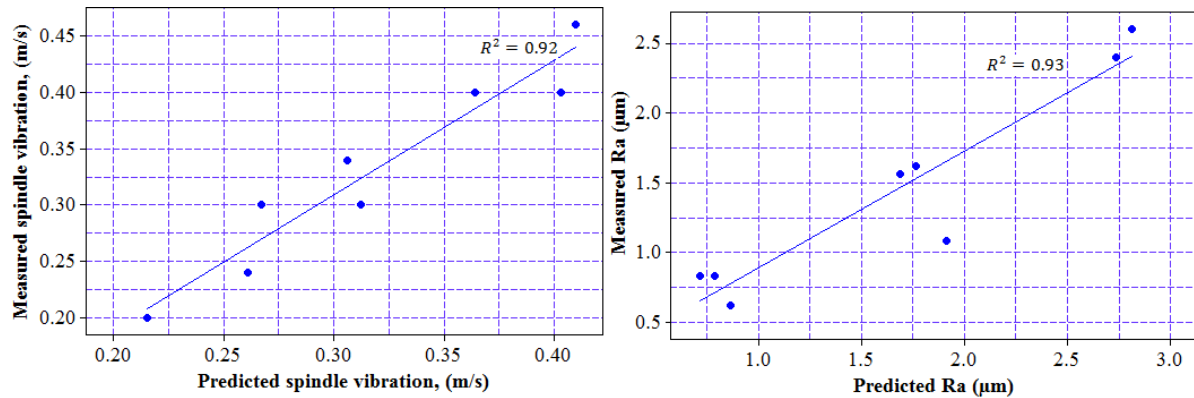 Measured spindle vibration, (m/s)
0.45
0.40
0.35
0.30
0.25
0.20
R² = 0.92
0.20 0.25 0.30 0.35 0.40
Predicted spindle vibration, (m/s)
Measured Ra (µm)
2.5
2.0
1.5
1.0
0.5
R² = 0.93
1.0 1.5 2.0 2.5 3.0
Predicted Ra (µm)